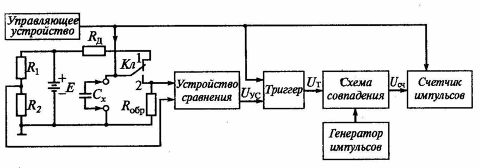 Управляющее
устройство
R_Д
Кл
1
R_1
+
E
C_x
2
R_2
R_обр
Устройство
сравнения
U_УС
Триггер
U_Т
Схема
совпадения
U_сч
Счетчик
импульсов
Генератор
импульсов